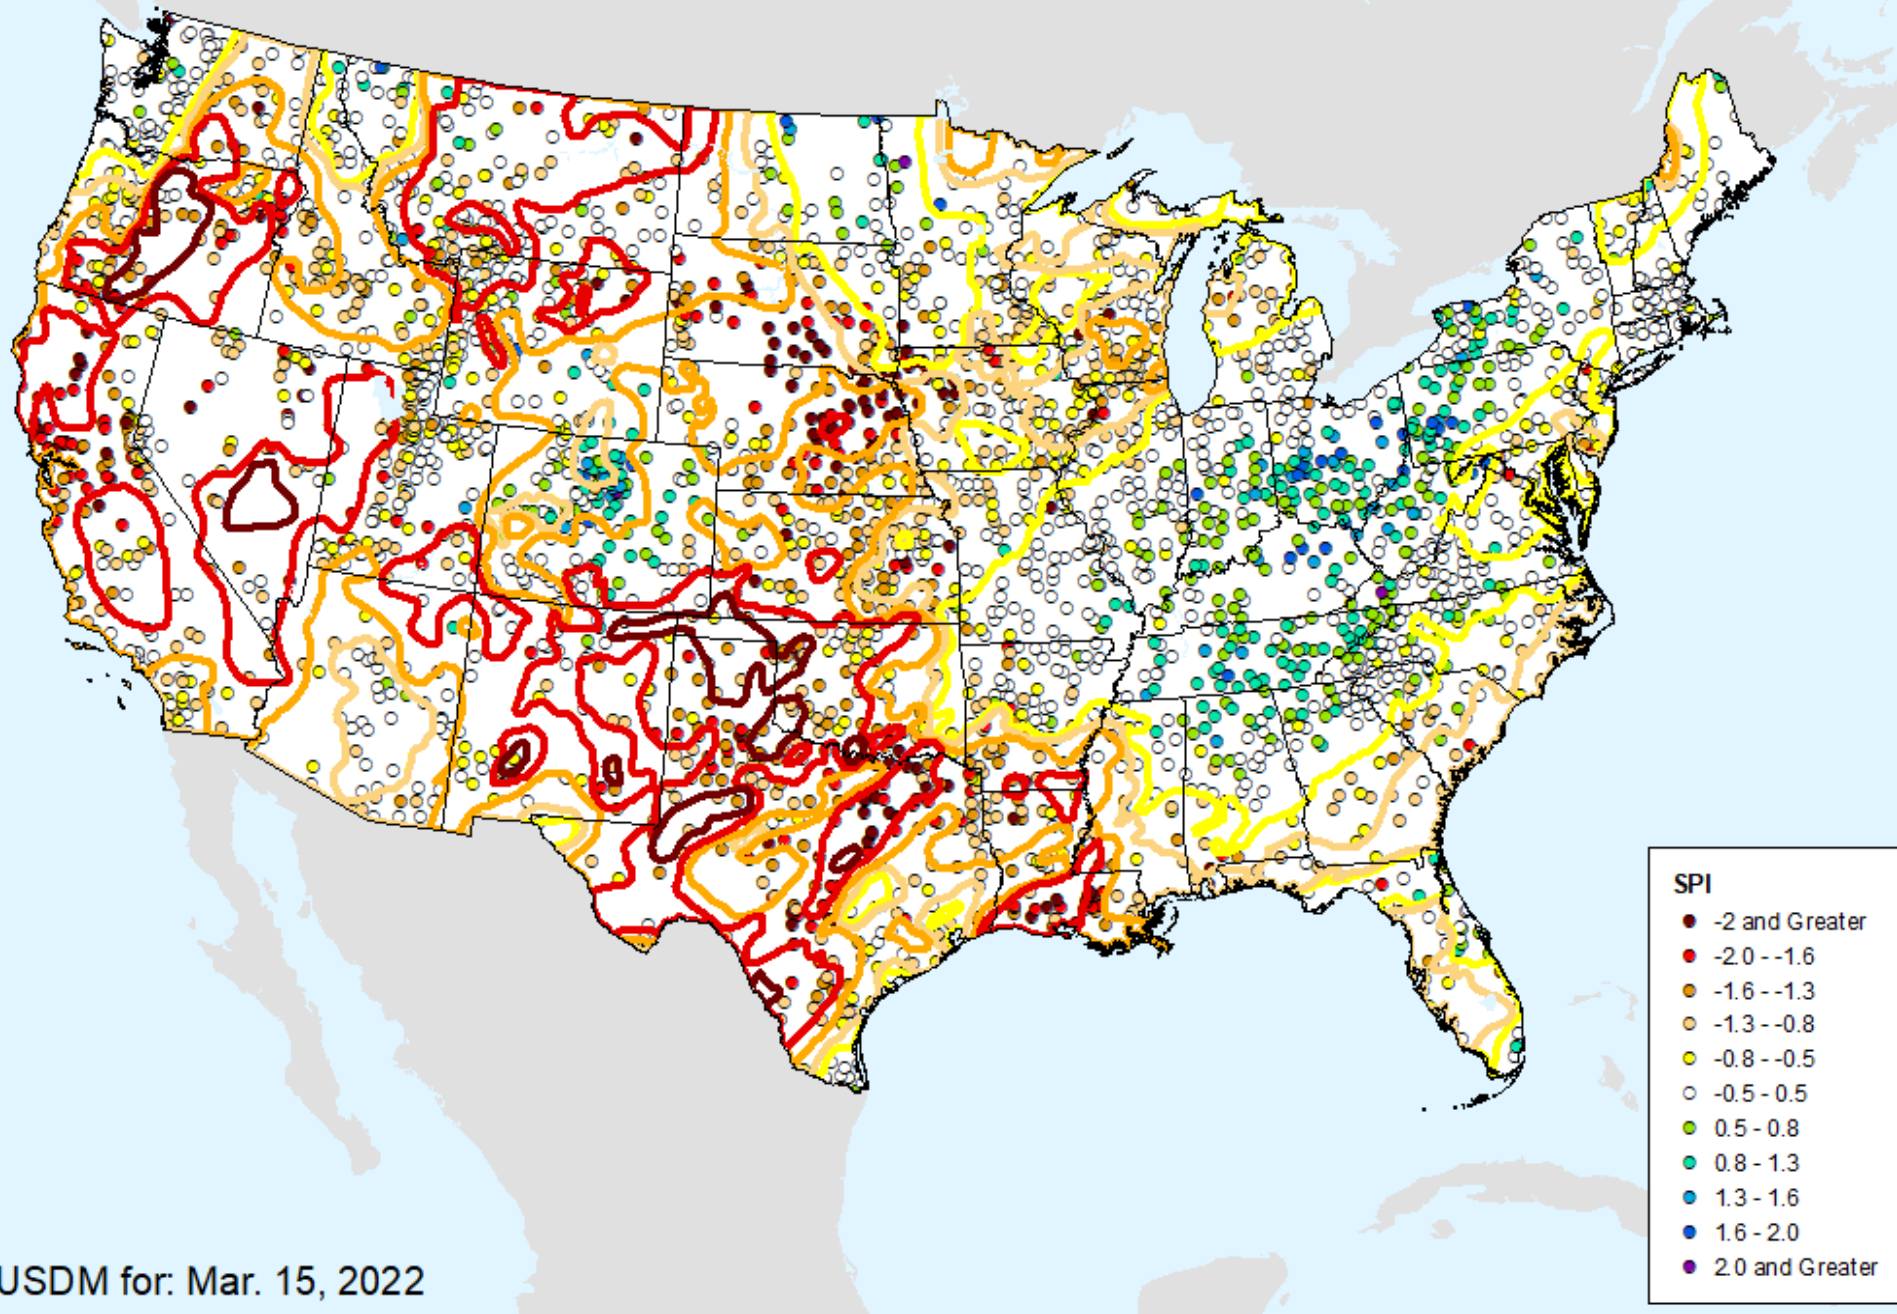 SPI
-2 and Greater
-2.0 - -1.6
-1.6 - -1.3
-1.3 - -0.8
-0.8 - -0.5
-0.5 - 0.5
0.5 - 0.8
0.8 - 1.3
1.3 - 1.6
1.6 - 2.0
2.0 and Greater
USDM for: Mar. 15, 2022